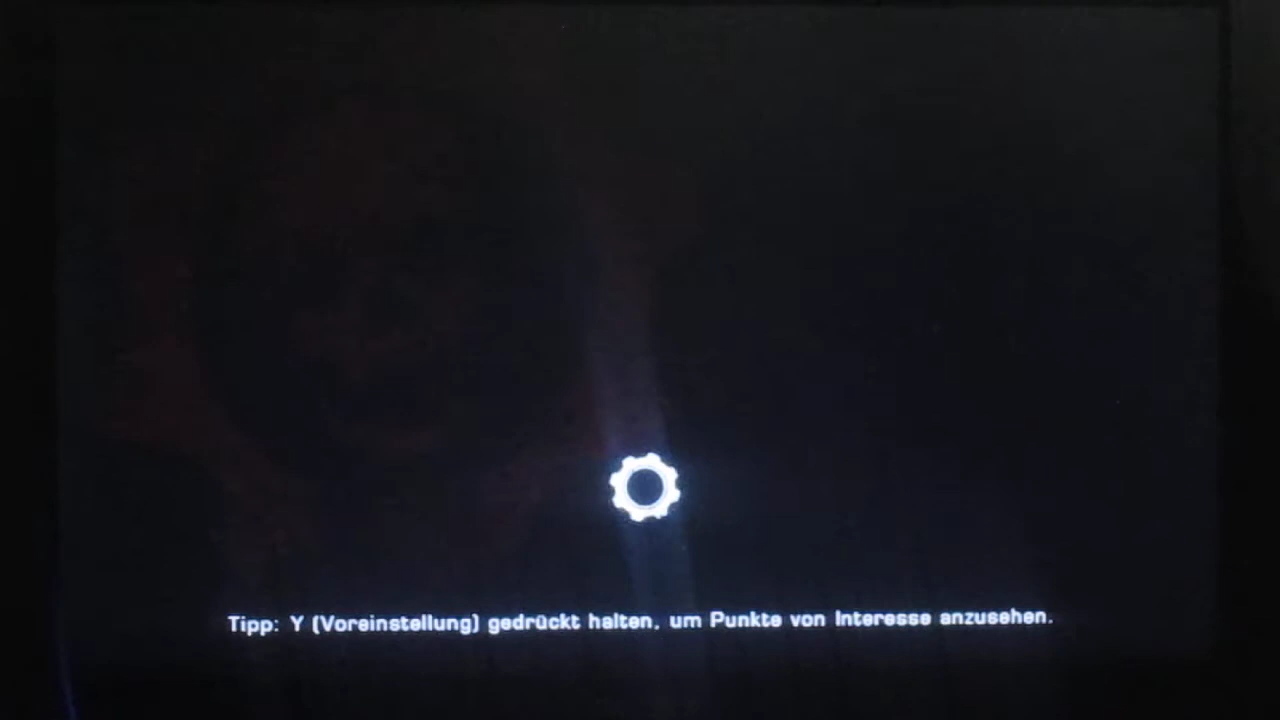 Tipp: Y (Voreinstellung) gedrückt halten, um Punkte von Interesse anzusehen.